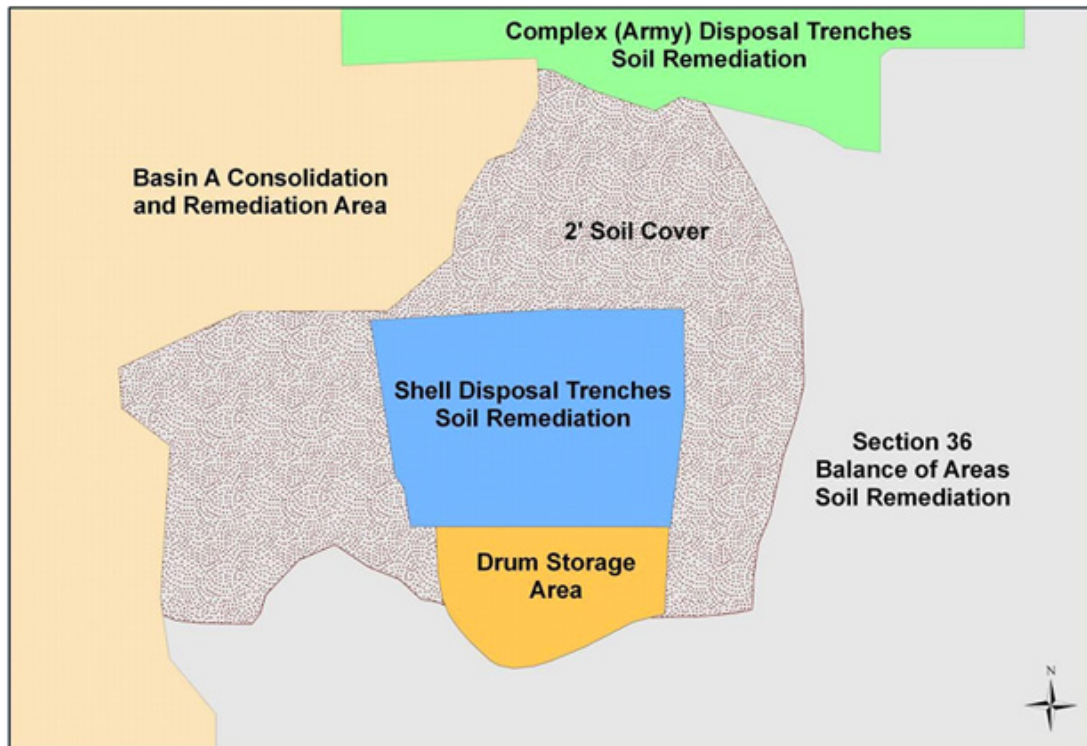 Complex (Army) Disposal Trenches
Soil Remediation
Basin A Consolidation
and Remediation Area
2' Soil Cover
Shell Disposal Trenches
Soil Remediation
Section 36
Balance of Areas
Soil Remediation
Drum Storage
Area
N